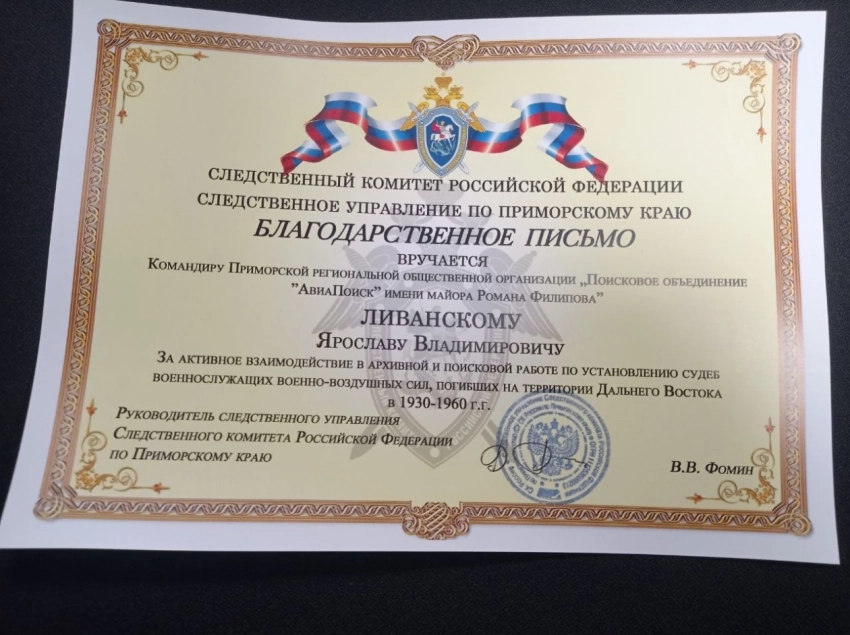 СЛЕДСТВЕННЫЙ КОМИТЕТ РОССИЙСКОЙ ФЕДЕРАЦИИ
СЛЕДСТВЕННОЕ УПРАВЛЕНИЕ ПО ПРИМОРСКОМУ КРАЮ
БЛАГОДАРСТВЕННОЕ ПИСЬМО
ВРУЧАЕТСЯ
Командиру Приморской региональной общественной организации „Поисковое объединение
"АвиаПоиск" имени майора Романа Филипова"
ЛИВАНСКОМУ
Ярославу Владимировичу
За активное взаимодействие в архивной и поисковой работе по установлению судеб
военнослужащих военно-воздушных сил, погибших на территории Дальнего Востока
в 1930-1960 г.г.
Руководитель следственного управления
Следственного комитета Российской Федерации
по Приморскому краю
В.В. Фомин